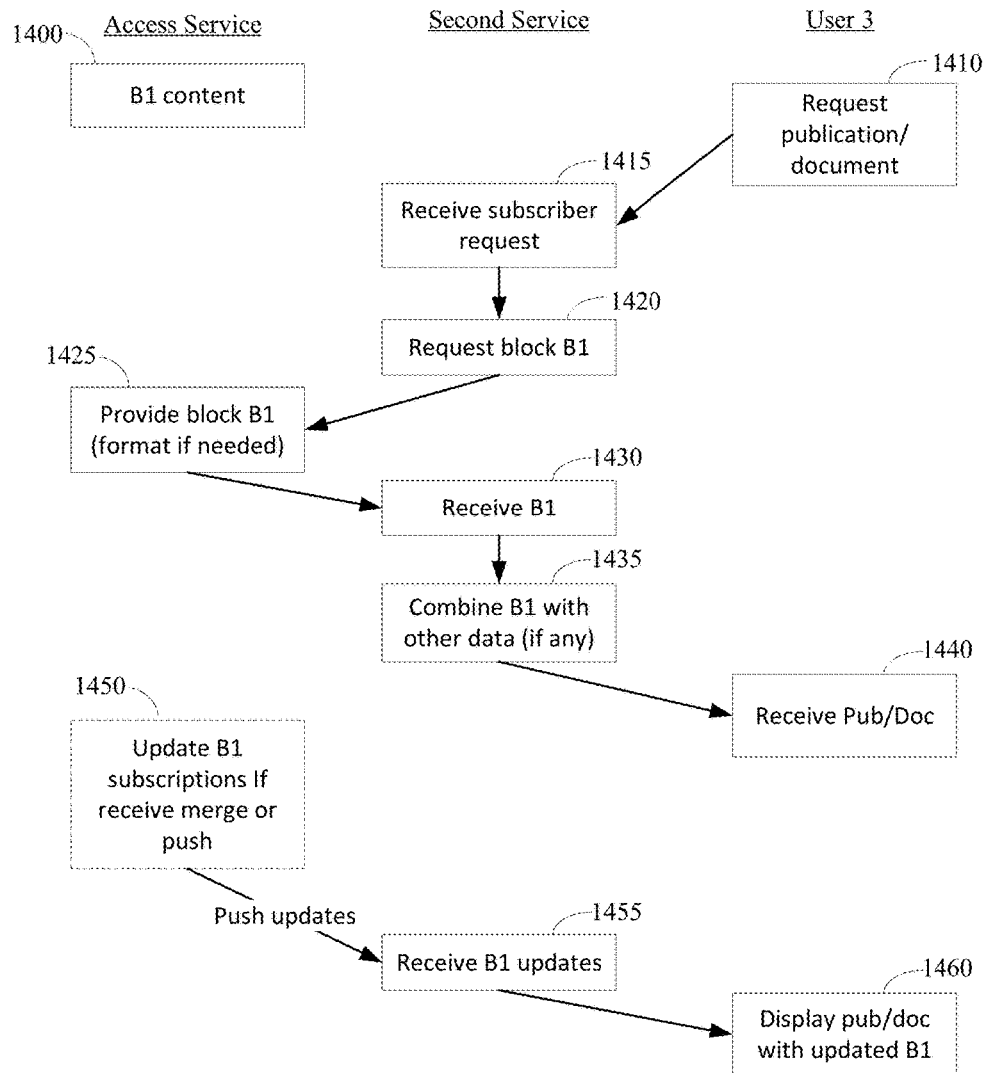 Access Service
Second Service
User 3
1400
B1 content
1410
Request
publication/
document
1415
Receive subscriber
request
1420
Request block B1
1425
Provide block B1
(format if needed)
1430
Receive B1
1435
Combine B1 with
other data (if any)
1440
Receive Pub/Doc
1450
Update B1
subscriptions If
receive merge or
push
Push updates
1455
Receive B1 updates
1460
Display pub/doc
with updated B1